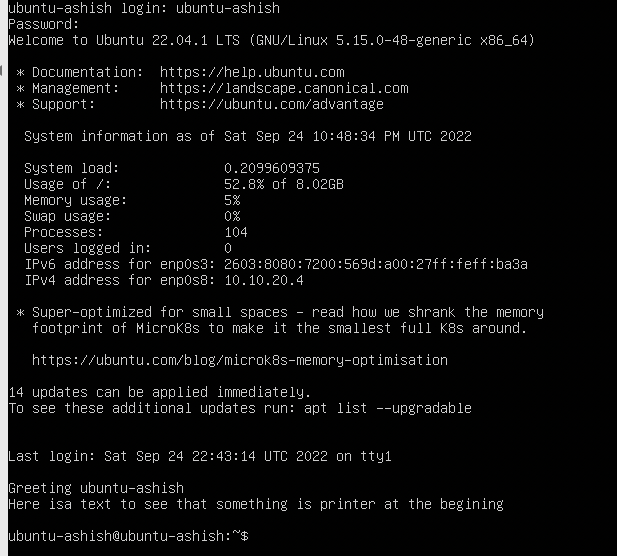 ubuntu-ashish login: ubuntu-ashish
Password:
Welcome to Ubuntu 22.04.1 LTS (GNU/Linux 5.15.0-48-generic x86_64)
* Documentation:  https://help.ubuntu.com
* Management:     https://landscape.canonical.com
* Support:        https://ubuntu.com/advantage
System information as of Sat Sep 24 10:48:34 PM UTC 2022
System load:             0.2099609375
Usage of /:              52.8% of 8.02GB
Memory usage:            5%
Swap usage:              0%
Processes:               104
Users logged in:         0
IPv6 address for enp0s3: 2603:8080:7200:569d:a00:27ff:feff:ba3a
IPv4 address for enp0s8: 10.10.20.4
* Super-optimized for small spaces - read how we shrank the memory
footprint of MicroK8s to make it the smallest full K8s around.
https://ubuntu.com/blog/microk8s-memory-optimisation
14 updates can be applied immediately.
To see these additional updates run: apt list --upgradable
Last login: Sat Sep 24 22:43:14 UTC 2022 on tty1
Greeting ubuntu-ashish
Here isa text to see that something is printer at the begining
ubuntu-ashish@ubuntu-ashish:~$